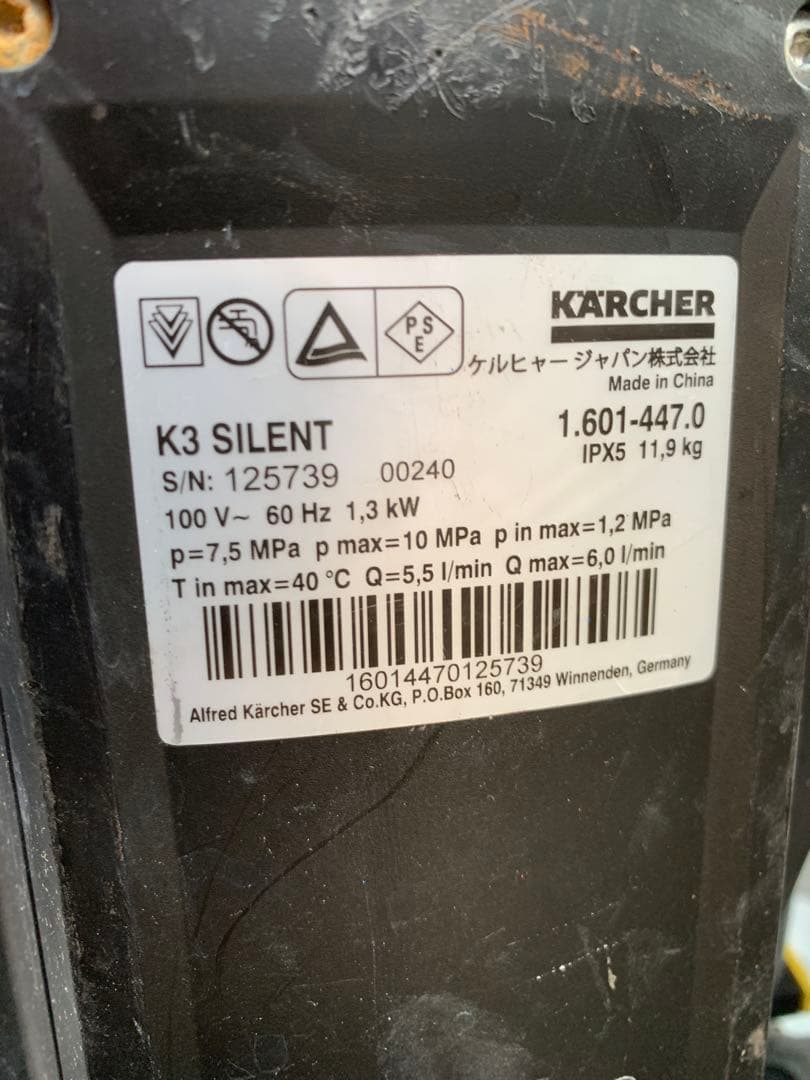 P S
E
KÄRCHER
ケルヒャー ジャパン株式会社
Made in China
K3 SILENT
1.601-447.0
S/N: 125739 00240
IPX5 11,9 kg
100 V~ 60 Hz 1,3 kW
p=7,5 MPa p max=10 MPa p in max=1,2 MPa
T in max=40 °C Q=5,5 l/min Q max=6,0 l/min
16014470125739
Alfred Kärcher SE & Co.KG, P.O.Box 160, 71349 Winnenden, Germany